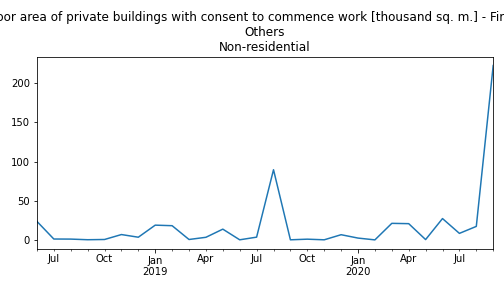 oor area of private buildings with consent to commence work [thousand sq. m.] - Fir
Others
Non-residential
200
150
100
50
0
Jul Oct Jan Apr Jul Oct Jan Apr Jul
2019 2020